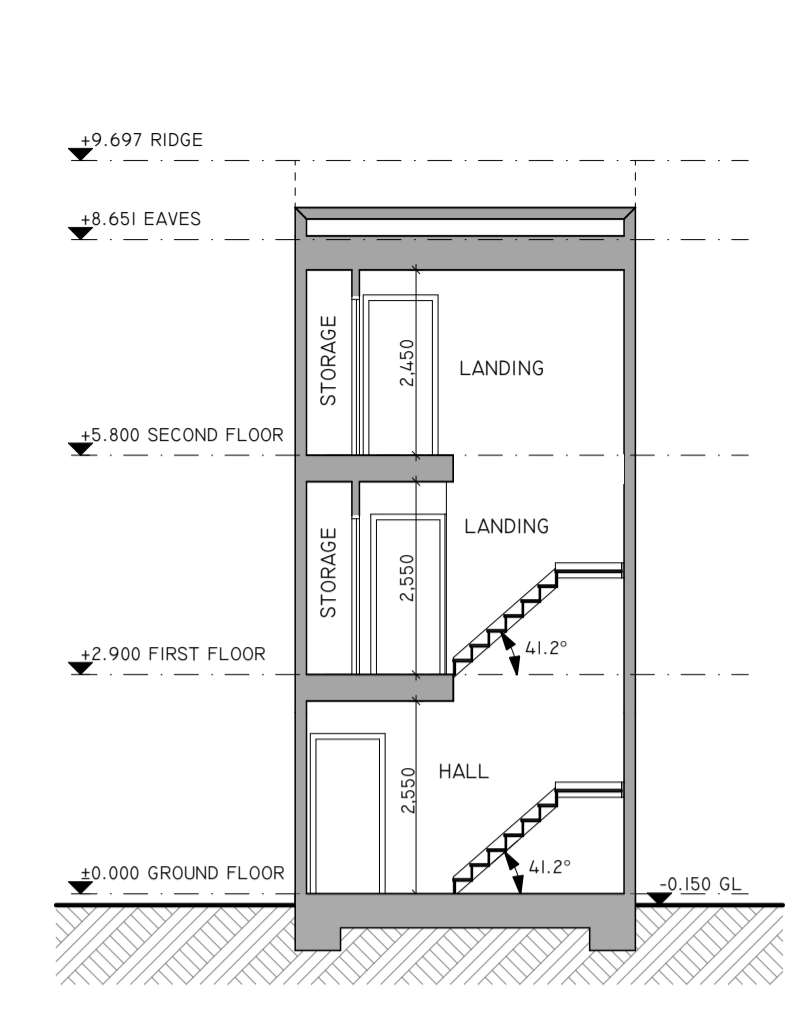 +9.697 RIDGE
+8.651 EAVES
STORAGE
2,450
LANDING
+5.800 SECOND FLOOR
STORAGE
2,550
LANDING
41.2°
+2.900 FIRST FLOOR
2,550
HALL
41.2°
±0.000 GROUND FLOOR
-0.150 GL